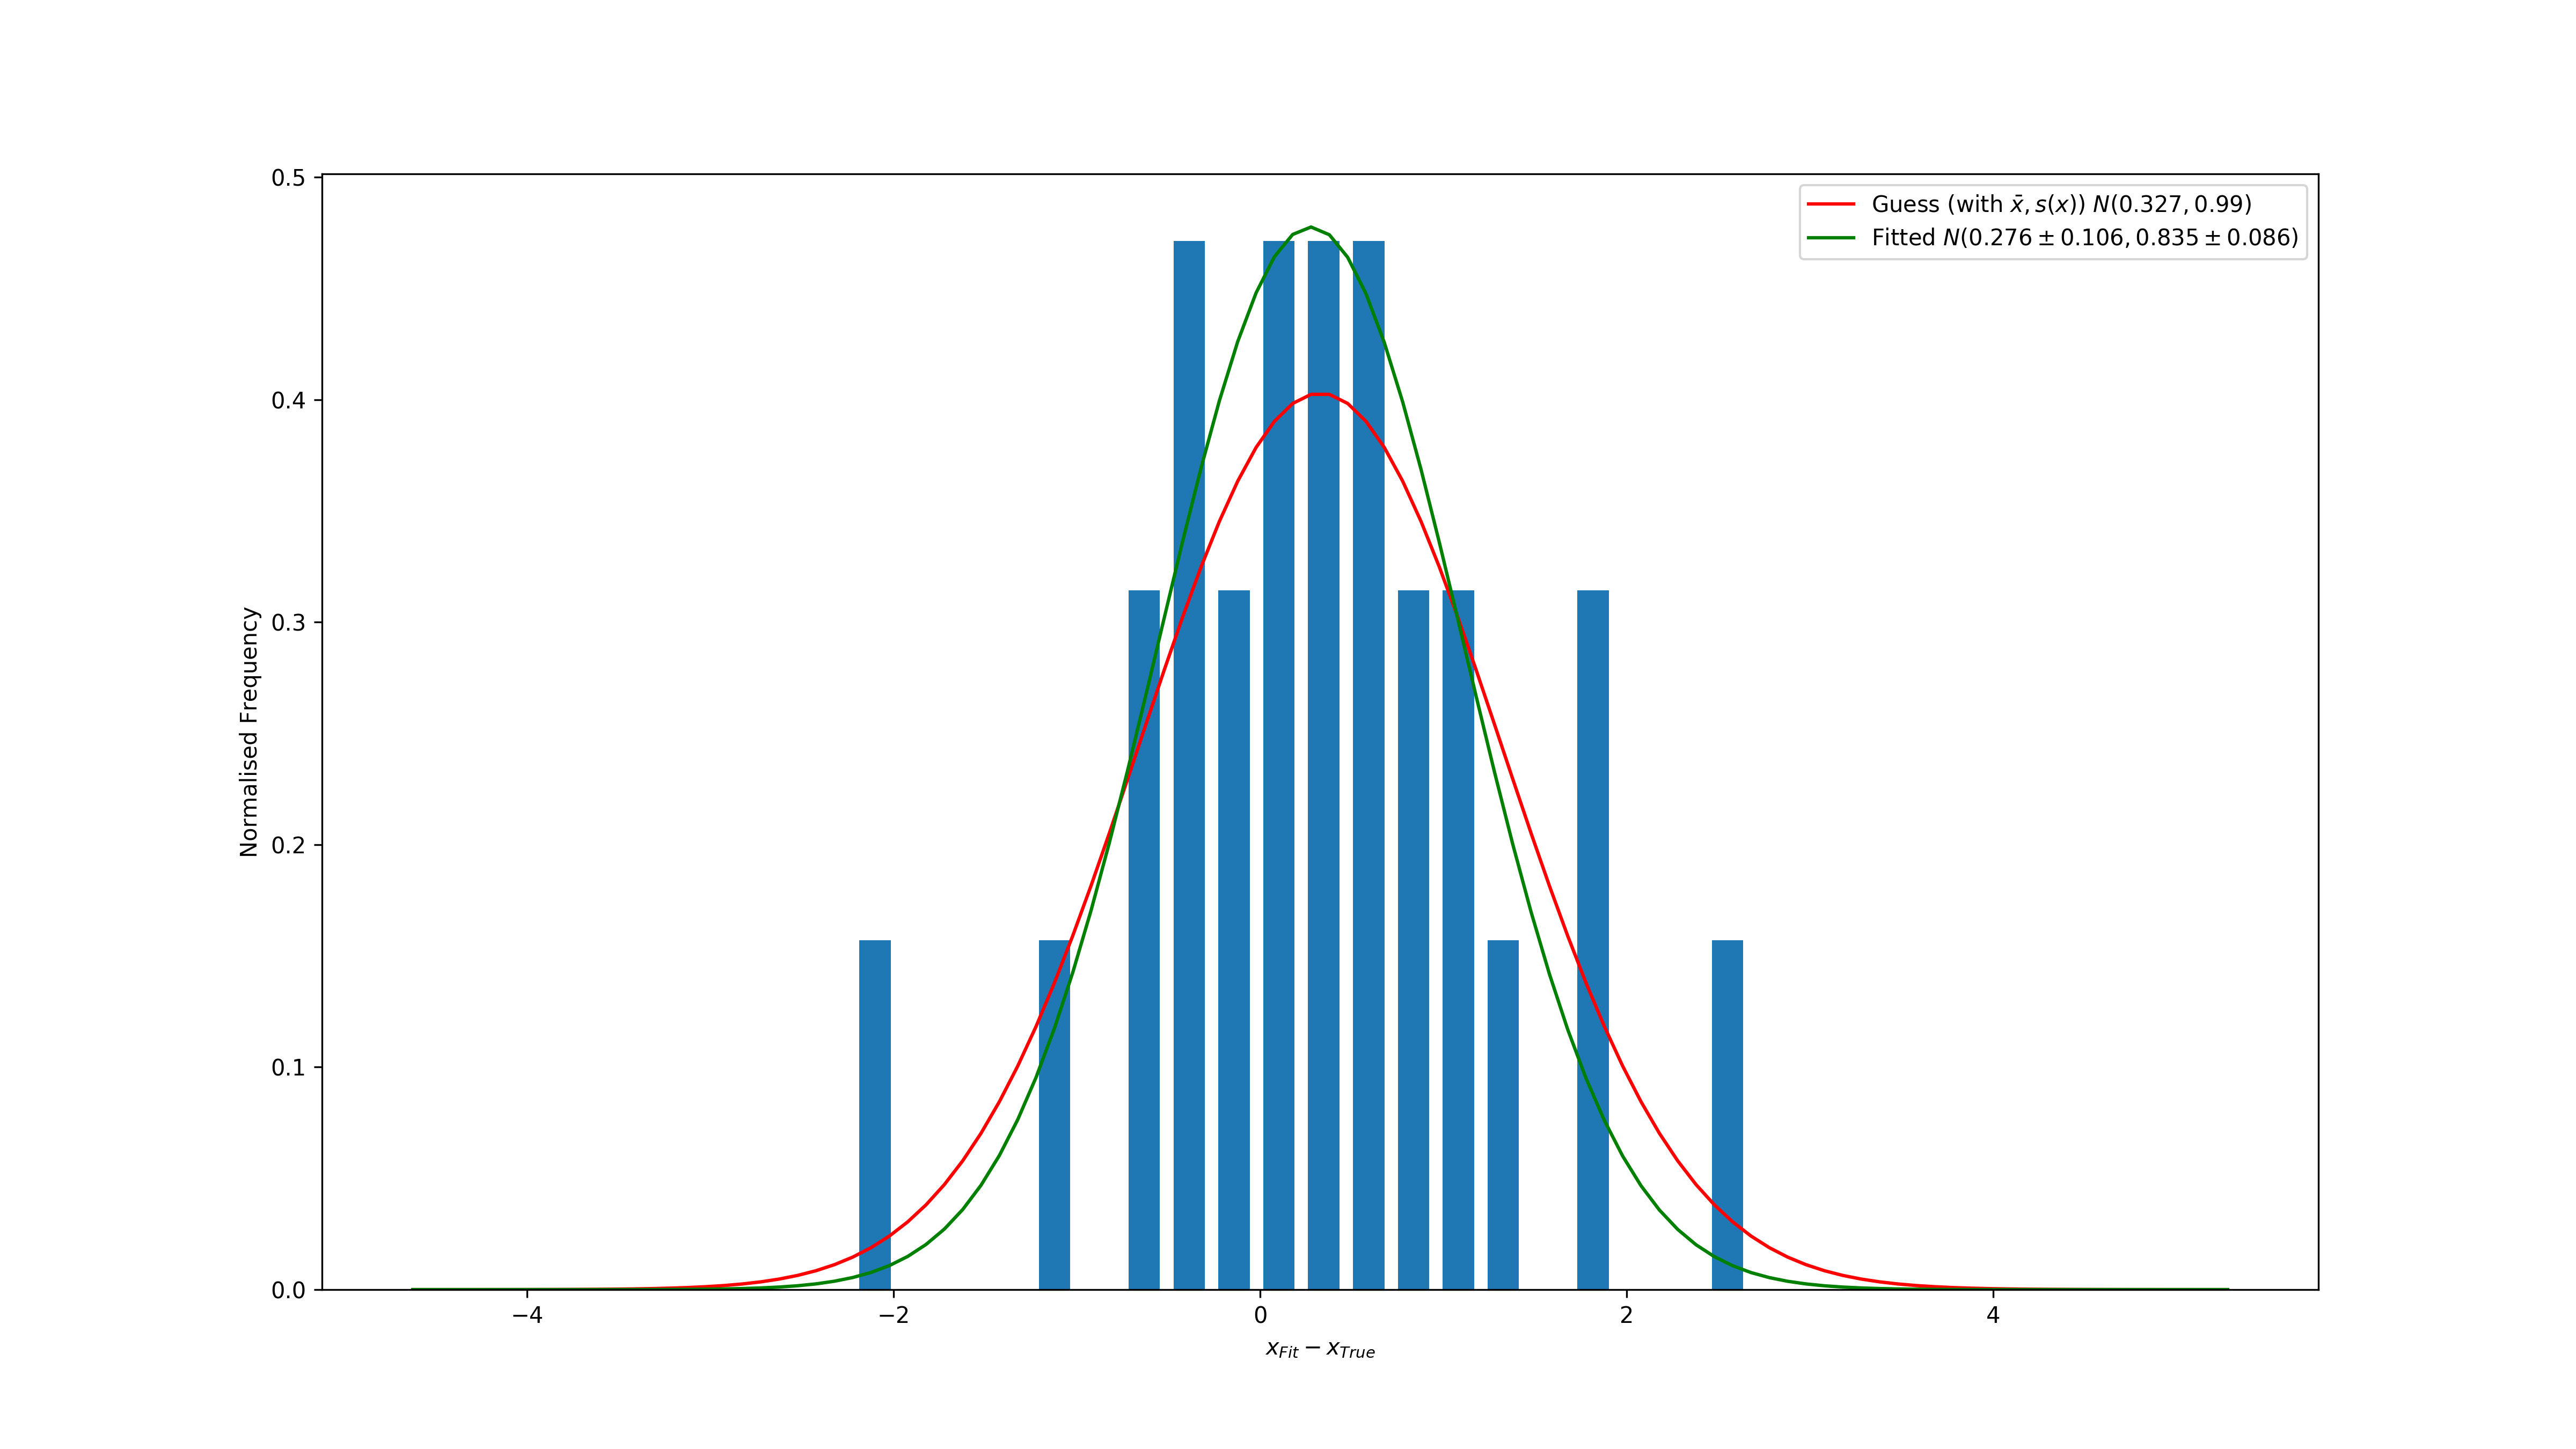 0.5
0.4
0.3
0.2
0.1
0.0
Normalised Frequency
−4
−2
0
2
4
x_Fit − x_True
Guess (with x̄, s(x)) N(0.327, 0.99)
Fitted N(0.276 ± 0.106, 0.835 ± 0.086)